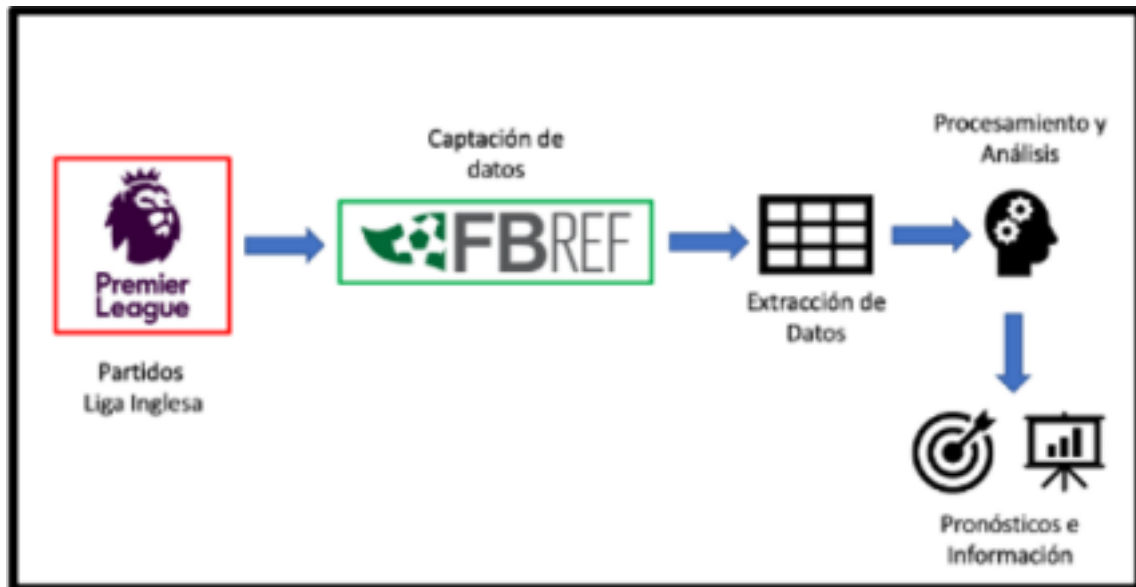 Premier
League
Partidos
Liga Inglesa
Captación de
datos
FBREF
Extracción de
Datos
Procesamiento y
Análisis
Pronósticos e
Información